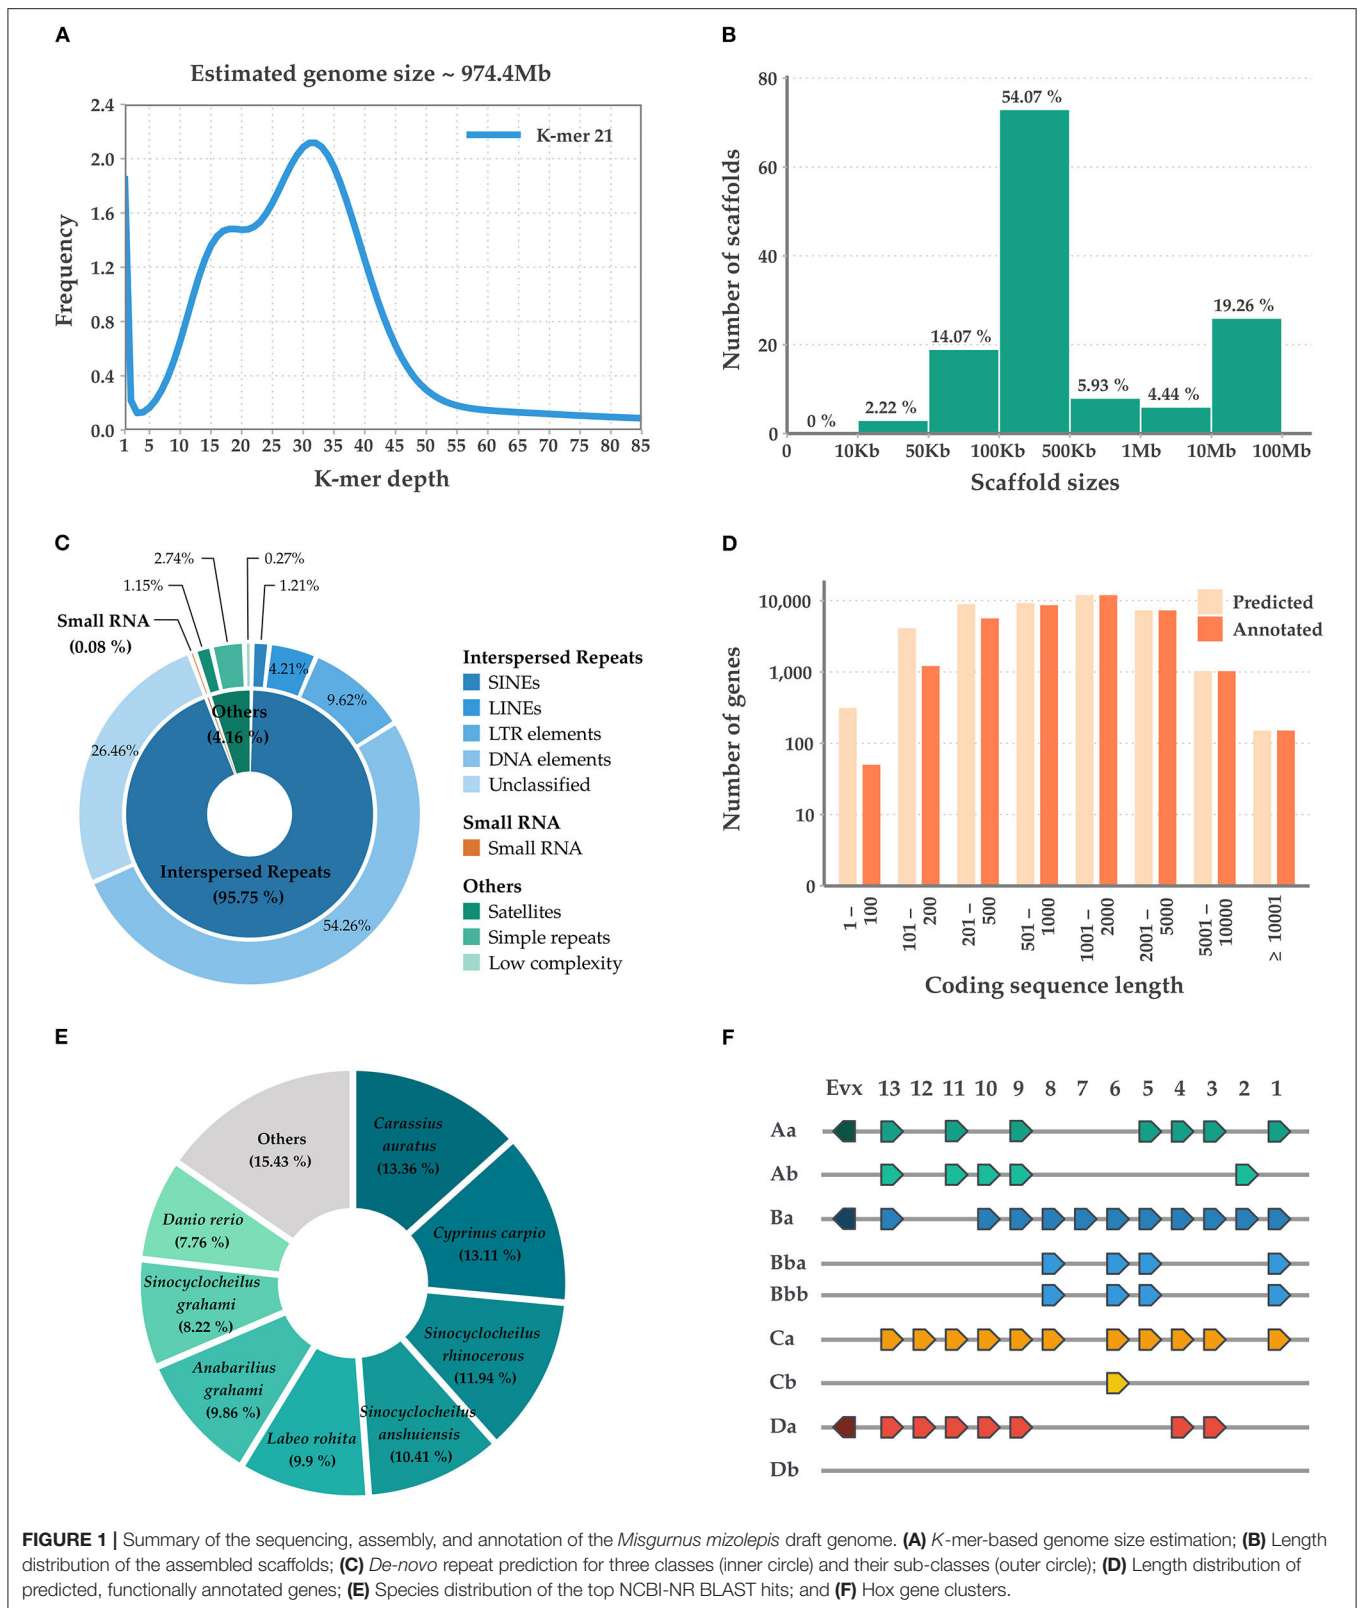 A
Estimated genome size ~ 974.4Mb
2.4
2.0
1.6
1.2
0.8
0.4
0.0
Frequency
K-mer 21
1 5 10 15 20 25 30 35 40 45 50 55 60 65 70 75 80 85
K-mer depth
B
80
60
40
20
0
Number of scaffolds
0 %
2.22 %
14.07 %
54.07 %
5.93 %
4.44 %
19.26 %
0 10Kb 50Kb 100Kb 500Kb 1Mb 10Mb 100Mb
Scaffold sizes
C
2.74%
0.27%
1.15%
1.21%
Small RNA
(0.08 %)
4.21%
9.62%
Others
(4.16 %)
26.46%
Interspersed Repeats
(95.75 %)
54.26%
Interspersed Repeats
SINEs
LINEs
LTR elements
DNA elements
Unclassified
Small RNA
Small RNA
Others
Satellites
Simple repeats
Low complexity
D
10,000
1,000
100
10
0
Number of genes
Predicted
Annotated
1 –
100
101 –
200
201 –
500
501 –
1000
1001 –
2000
2001 –
5000
5001 –
10000
≥ 10001
Coding sequence length
E
Others
(15.43 %)
Carassius
auratus
(13.36 %)
Cyprinus carpio
(13.11 %)
Sinocyclocheilus
rhinocerous
(11.94 %)
Sinocyclocheilus
anshuiensis
(10.41 %)
Labeo rohita
(9.9 %)
Anabarilius
grahami
(9.86 %)
Sinocyclocheilus
grahami
(8.22 %)
Danio rerio
(7.76 %)
F
Evx 13 12 11 10 9 8 7 6 5 4 3 2 1
Aa
Ab
Ba
Bba
Bbb
Ca
Cb
Da
Db
FIGURE 1 | Summary of the sequencing, assembly, and annotation of the Misgurnus mizolepis draft genome. (A) K-mer-based genome size estimation; (B) Length
distribution of the assembled scaffolds; (C) De-novo repeat prediction for three classes (inner circle) and their sub-classes (outer circle); (D) Length distribution of
predicted, functionally annotated genes; (E) Species distribution of the top NCBI-NR BLAST hits; and (F) Hox gene clusters.